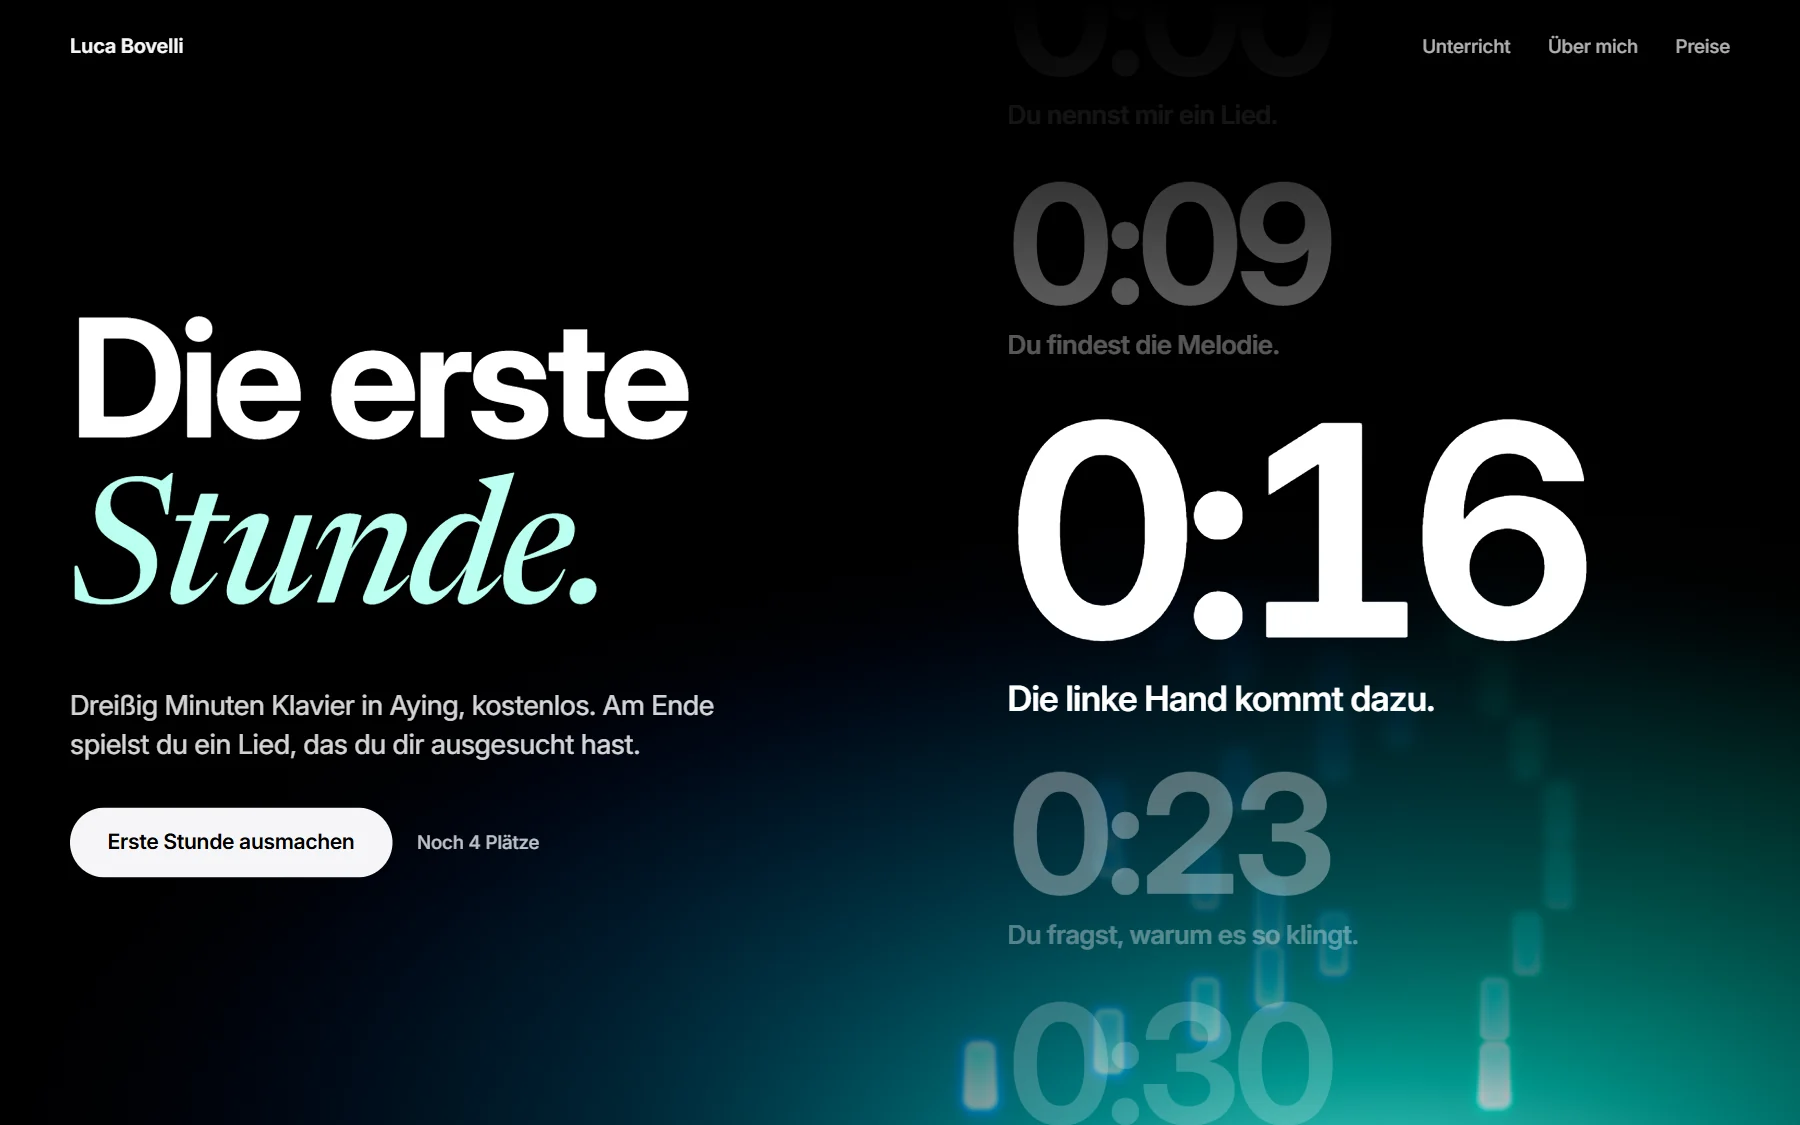 Luca Bovelli
Unterricht
Über mich
Preise
Die erste
Stunde.
Dreißig Minuten Klavier in Aying, kostenlos. Am Ende
spielst du ein Lied, das du dir ausgesucht hast.
Erste Stunde ausmachen
Noch 4 Plätze
0:00
Du nennst mir ein Lied.
0:09
Du findest die Melodie.
0:16
Die linke Hand kommt dazu.
0:23
Du fragst, warum es so klingt.
0:30